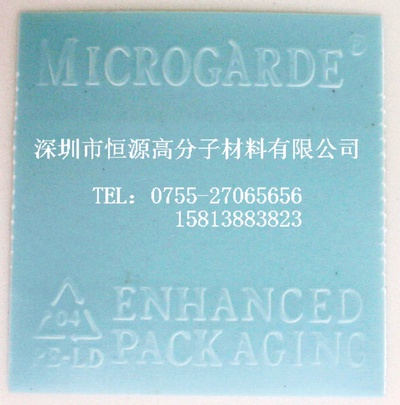 MICROGARDE®
深圳市恒源高分子材料有限公司
TEL: 0755-27065656
15813883823
04
PE-LD
ENHANCED
PACKAGING